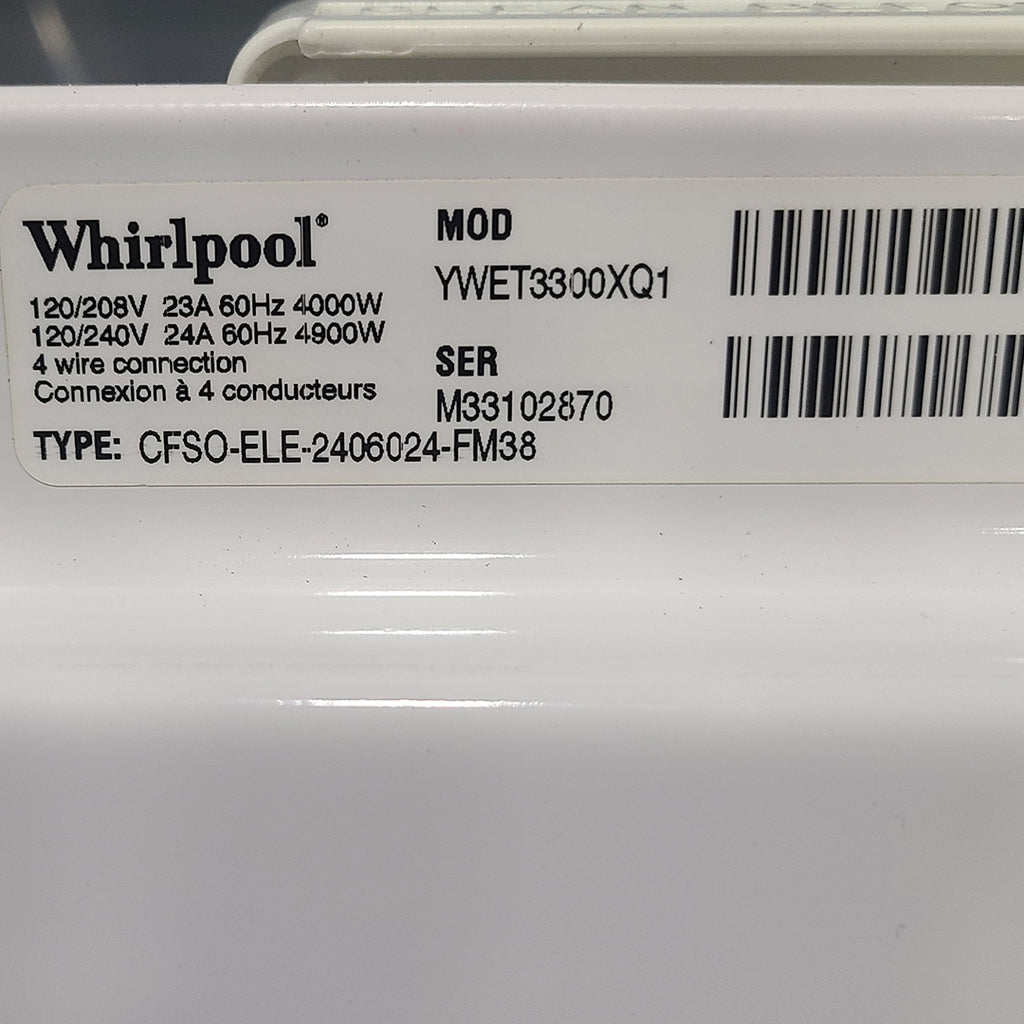 Whirlpool®
120/208V 23A 60Hz 4000W
120/240V 24A 60Hz 4900W
4 wire connection
Connexion à 4 conducteurs
TYPE: CFSO-ELE-2406024-FM38
MOD
YWET3300XQ1
SER
M33102870